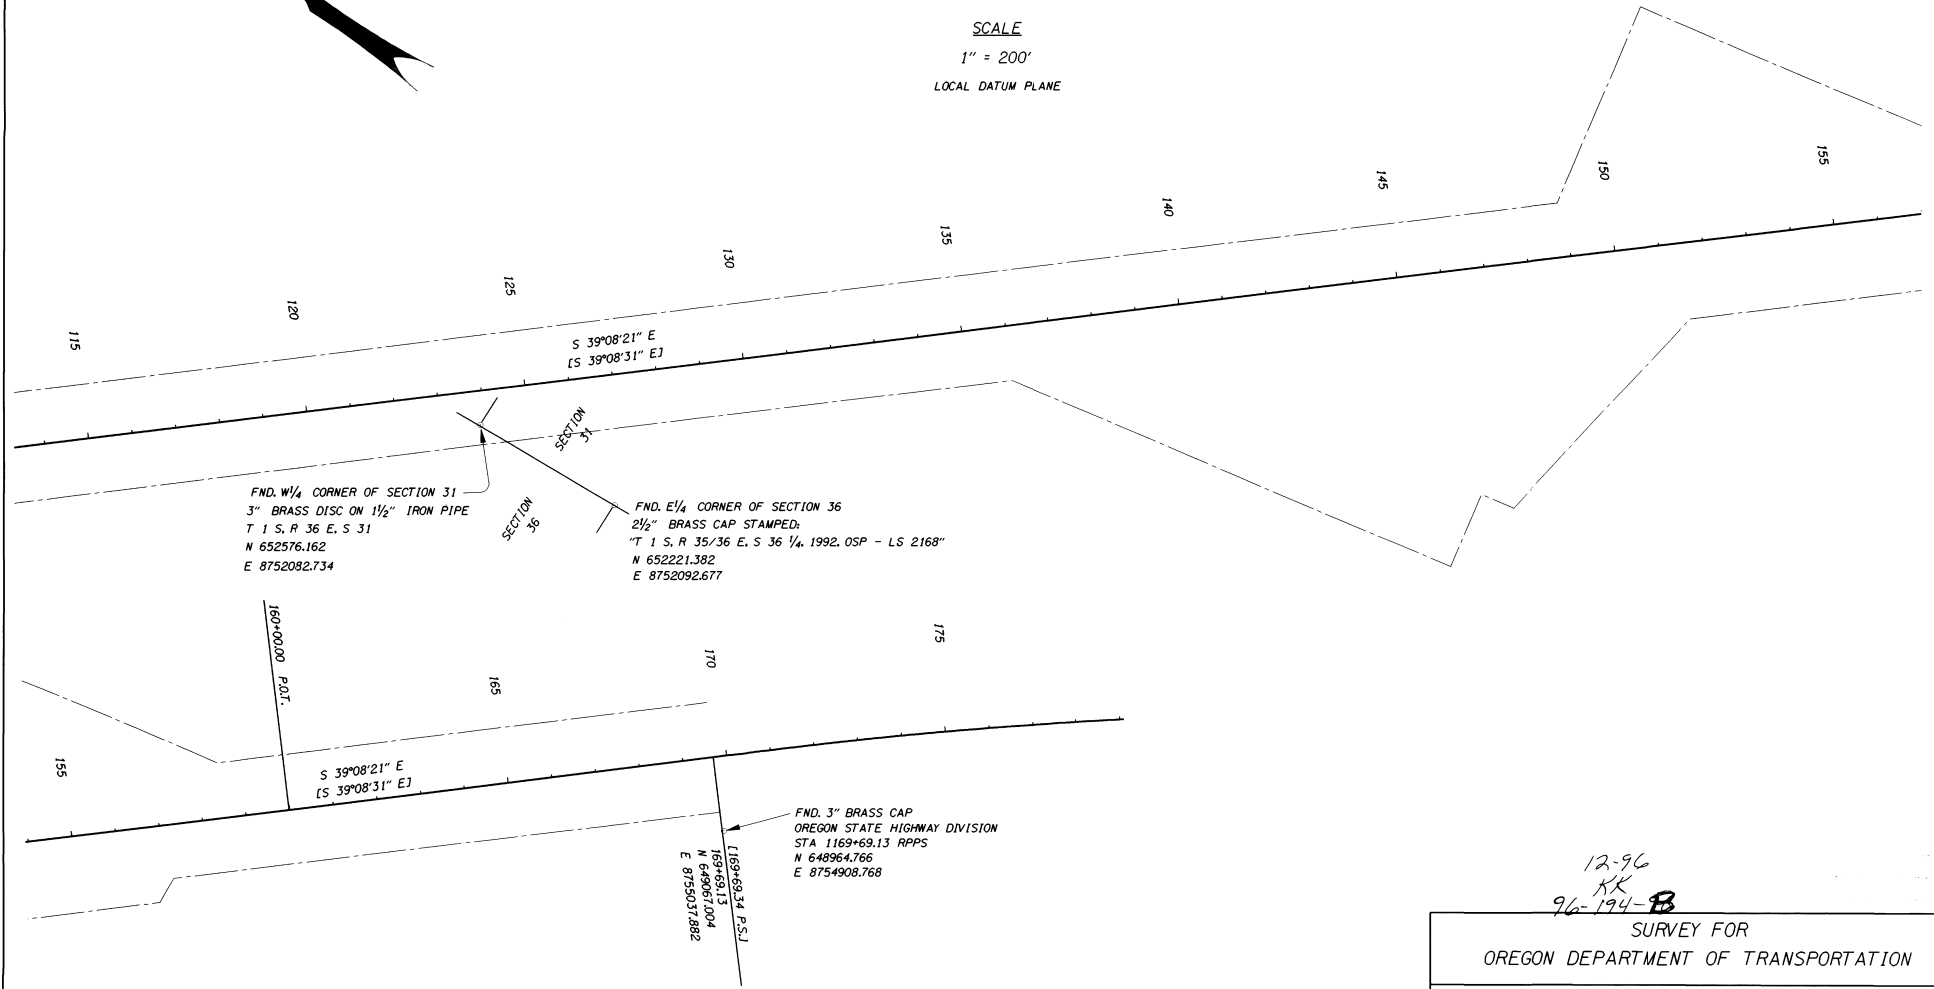 SCALE
1" = 200'
LOCAL DATUM PLANE
115
120
125
130
135
140
145
150
155
S 39°08'21" E
[S 39°08'31" E]
SECTION
31
SECTION
36
FND. W1/4 CORNER OF SECTION 31
3" BRASS DISC ON 1 1/2" IRON PIPE
T 1 S, R 36 E, S 31
N 652576.162
E 8752082.734
FND. E1/4 CORNER OF SECTION 36
2 1/2" BRASS CAP STAMPED:
"T 1 S, R 35/36 E, S 36 1/4, 1992, OSP - LS 2168"
N 652221.382
E 8752092.677
160+00.00 P.O.T.
155
165
170
175
S 39°08'21" E
[S 39°08'31" E]
FND. 3" BRASS CAP
OREGON STATE HIGHWAY DIVISION
STA 1169+69.13 RPPS
N 648964.766
E 8754908.768
[169+69.34 P.S.]
169+69.13
N 649067.004
E 8755037.882
12-96
KK
96-194-B
SURVEY FOR
OREGON DEPARTMENT OF TRANSPORTATION